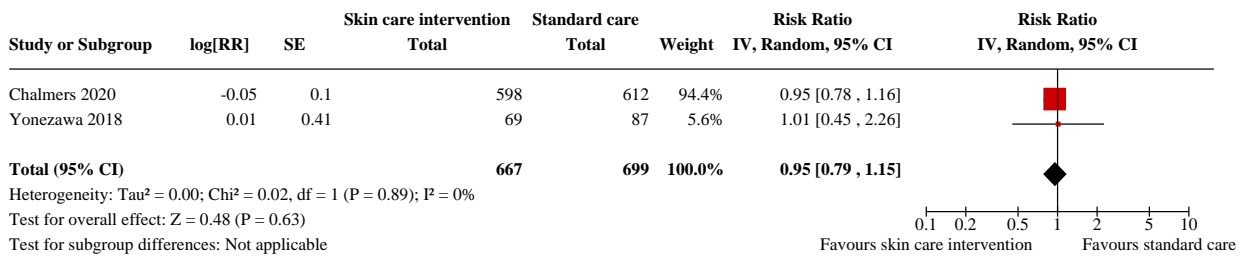 Skin care intervention Standard care Risk Ratio Risk Ratio
Study or Subgroup log[RR] SE Total Total Weight IV, Random, 95% CI IV, Random, 95% CI
Chalmers 2020 -0.05 0.1 598 612 94.4% 0.95 [0.78 , 1.16]
Yonezawa 2018 0.01 0.41 69 87 5.6% 1.01 [0.45 , 2.26]
Total (95% CI) 667 699 100.0% 0.95 [0.79 , 1.15]
Heterogeneity: Tau² = 0.00; Chi² = 0.02, df = 1 (P = 0.89); I² = 0%
Test for overall effect: Z = 0.48 (P = 0.63)
0.1 0.2 0.5 1 2 5 10
Test for subgroup differences: Not applicable
Favours skin care intervention Favours standard care